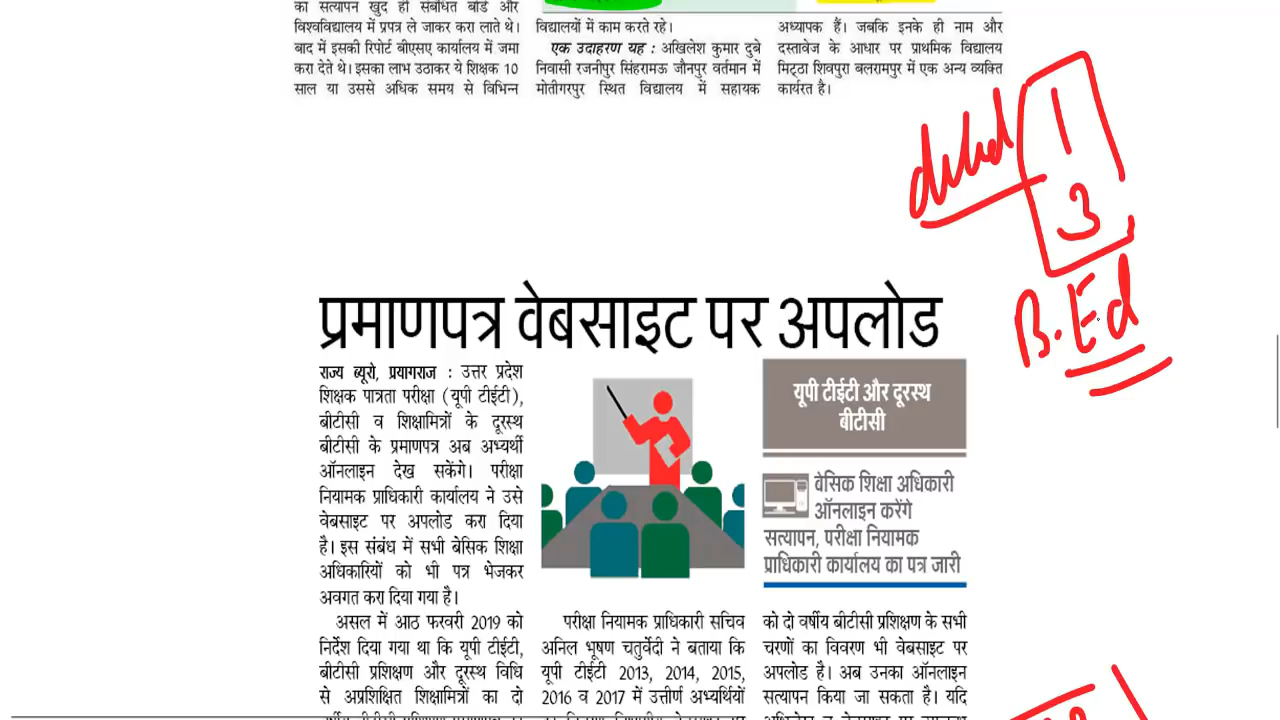 का सत्यापन खुद ही संबंधित बोर्ड और
विश्वविद्यालय में प्रपत्र ले जाकर करा लाते थे।
बाद में इसकी रिपोर्ट बीएसए कार्यालय में जमा
करा देते थे। इसका लाभ उठाकर ये शिक्षक 10
साल या उससे अधिक समय से विभिन्न
विद्यालयों में काम करते रहे।
एक उदाहरण यह : अखिलेश कुमार दुबे
निवासी रजनीपुर सिंहरामऊ जौनपुर वर्तमान में
मोतीगरपुर स्थित विद्यालय में सहायक
अध्यापक हैं। जबकि इनके ही नाम और
दस्तावेज के आधार पर प्राथमिक विद्यालय
मिट्ठा शिवपुरा बलरामपुर में एक अन्य व्यक्ति
कार्यरत है।
1
3
B.Ed
प्रमाणपत्र वेबसाइट पर अपलोड
राज्य ब्यूरो, प्रयागराज : उत्तर प्रदेश
शिक्षक पात्रता परीक्षा (यूपी टीईटी),
बीटीसी व शिक्षामित्रों के दूरस्थ
बीटीसी के प्रमाणपत्र अब अभ्यर्थी
ऑनलाइन देख सकेंगे। परीक्षा
नियामक प्राधिकारी कार्यालय ने उसे
वेबसाइट पर अपलोड करा दिया
है। इस संबंध में सभी बेसिक शिक्षा
अधिकारियों को भी पत्र भेजकर
अवगत करा दिया गया है।
असल में आठ फरवरी 2019 को
निर्देश दिया गया था कि यूपी टीईटी,
बीटीसी प्रशिक्षण और दूरस्थ विधि
से अप्रशिक्षित शिक्षामित्रों का दो
यूपी टीईटी और दूरस्थ
बीटीसी
बेसिक शिक्षा अधिकारी
ऑनलाइन करेंगे
सत्यापन, परीक्षा नियामक
प्राधिकारी कार्यालय का पत्र जारी
परीक्षा नियामक प्राधिकारी सचिव
अनिल भूषण चतुर्वेदी ने बताया कि
यूपी टीईटी 2013, 2014, 2015,
2016 व 2017 में उत्तीर्ण अभ्यर्थियों
को दो वर्षीय बीटीसी प्रशिक्षण के सभी
चरणों का विवरण भी वेबसाइट पर
अपलोड है। अब उनका ऑनलाइन
सत्यापन किया जा सकता है। यदि